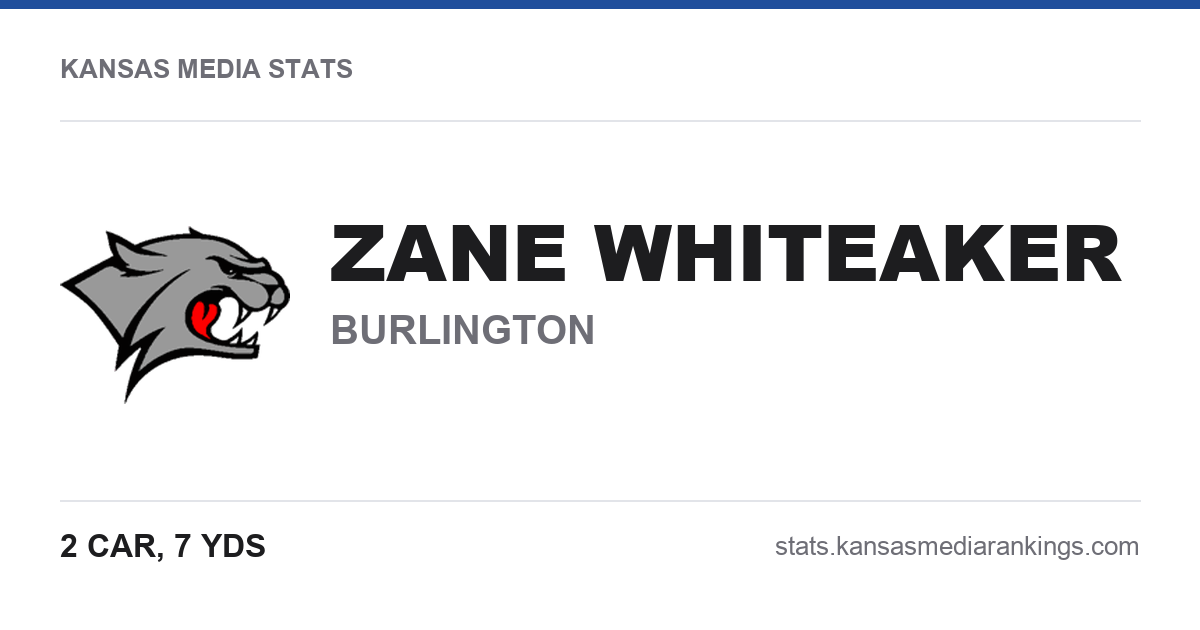 KANSAS MEDIA STATS
ZANE WHITEAKER
BURLINGTON
2 CAR, 7 YDS
stats.kansasmediarankings.com